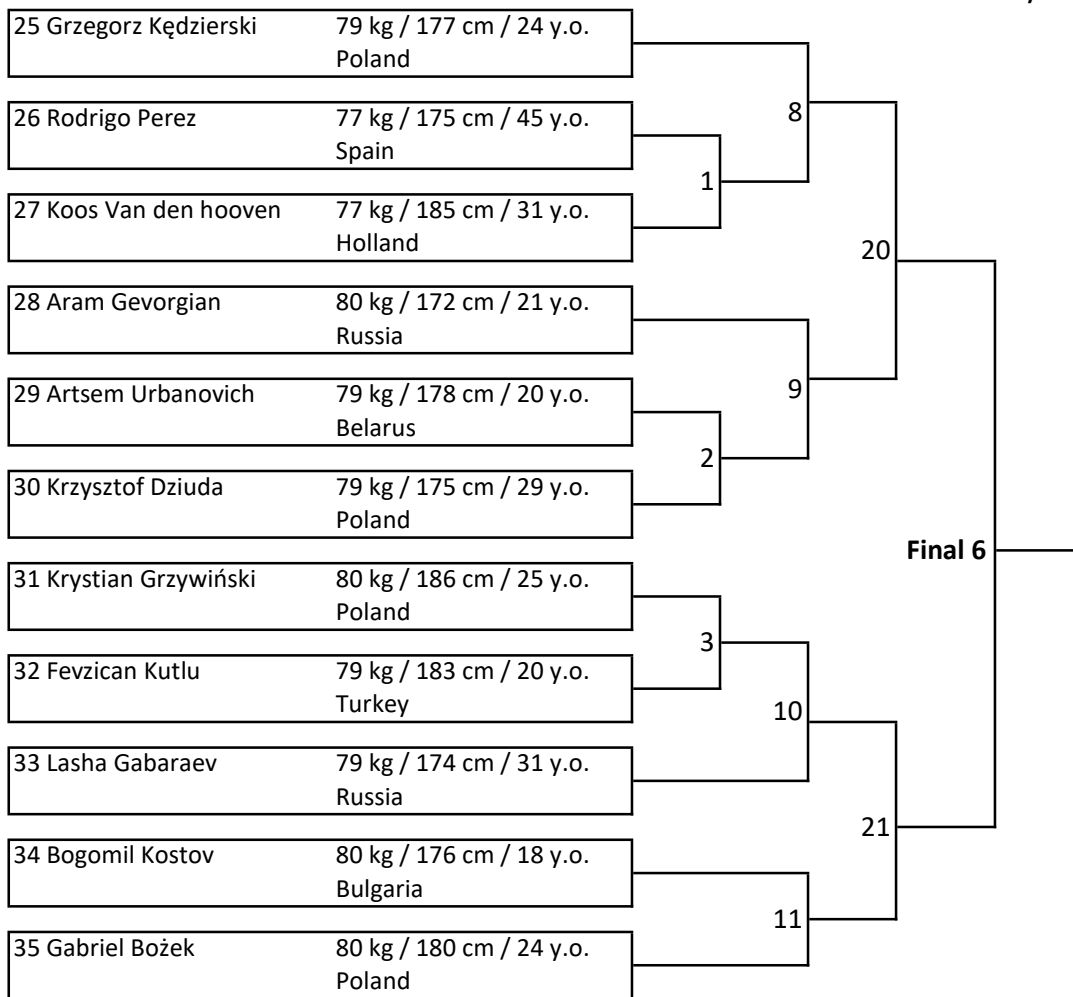 25 Grzegorz Kędzierski 79 kg / 177 cm / 24 y.o.
Poland
8
26 Rodrigo Perez 77 kg / 175 cm / 45 y.o.
Spain
1
27 Koos Van den hooven 77 kg / 185 cm / 31 y.o.
Holland
20
28 Aram Gevorgian 80 kg / 172 cm / 21 y.o.
Russia
29 Artsem Urbanovich 79 kg / 178 cm / 20 y.o.
9
Belarus
2
30 Krzysztof Dziuda 79 kg / 175 cm / 29 y.o.
Poland
Final 6
31 Krystian Grzywiński 80 kg / 186 cm / 25 y.o.
Poland
3
32 Fevzican Kutlu 79 kg / 183 cm / 20 y.o.
Turkey
10
33 Lasha Gabaraev 79 kg / 174 cm / 31 y.o.
Russia
21
34 Bogomil Kostov 80 kg / 176 cm / 18 y.o.
Bulgaria
11
35 Gabriel Bożek 80 kg / 180 cm / 24 y.o.
Poland